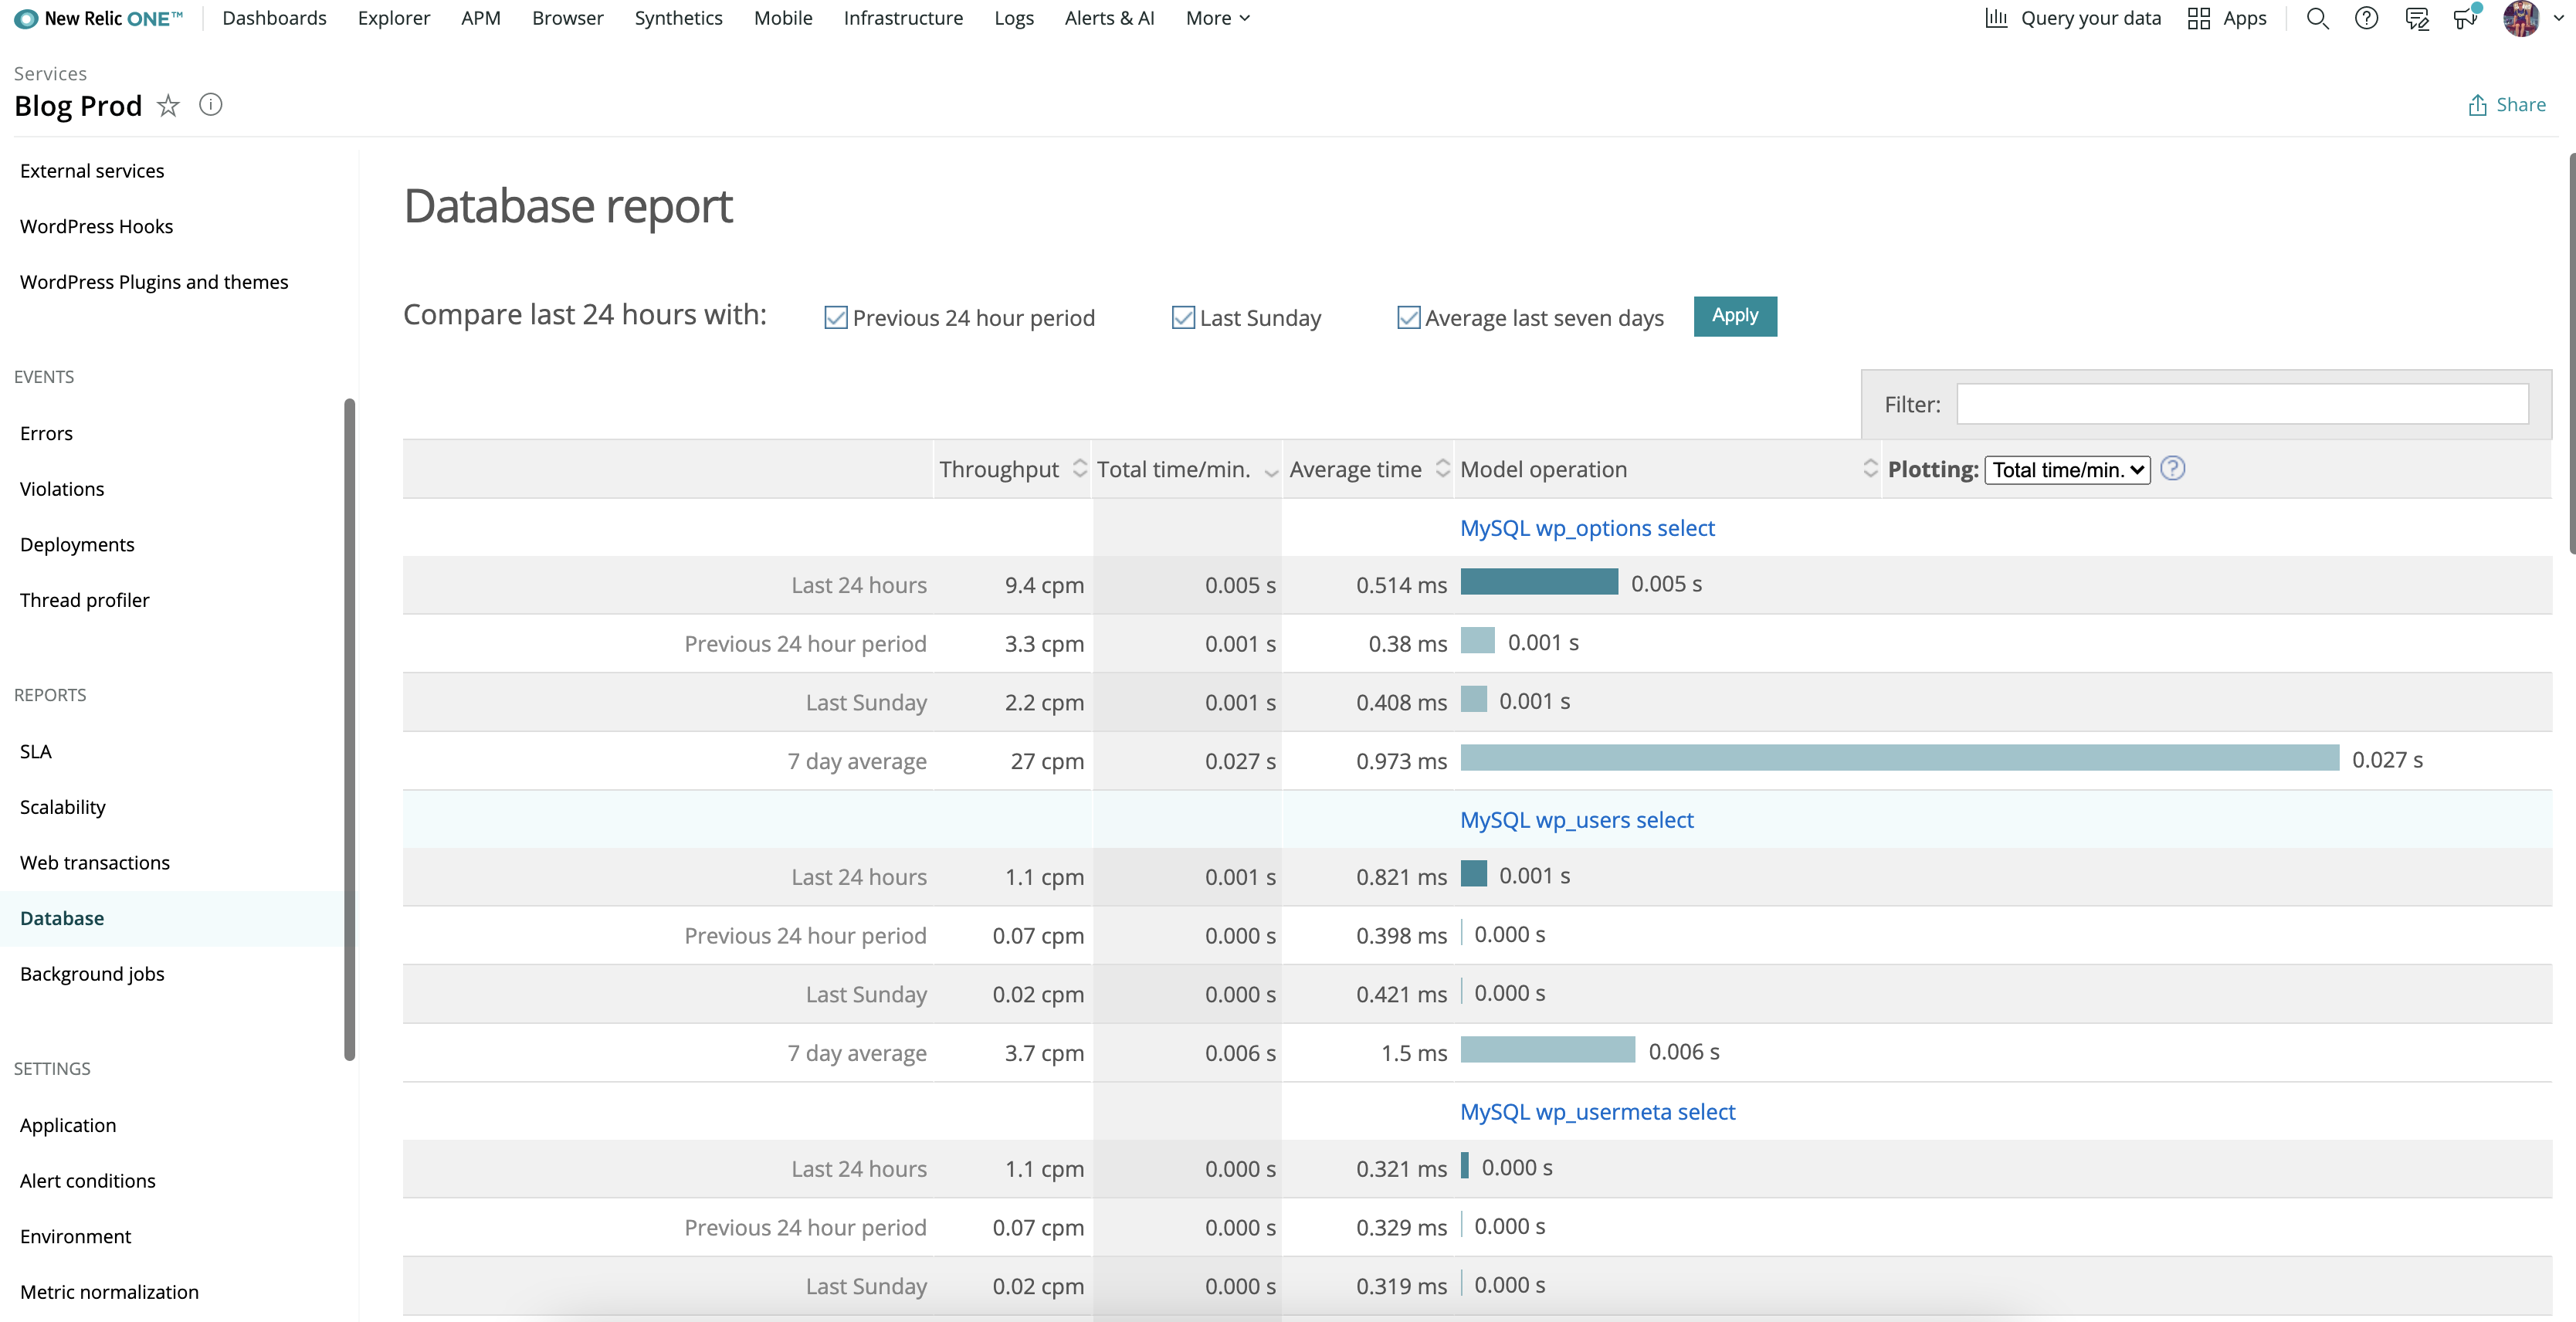 New Relic ONE™ Dashboards Explorer APM Browser Synthetics Mobile Infrastructure Logs Alerts & AI More Query your data Apps
Services
Blog Prod
Share
External services
WordPress Hooks
WordPress Plugins and themes
EVENTS
Errors
Violations
Deployments
Thread profiler
REPORTS
SLA
Scalability
Web transactions
Database
Background jobs
SETTINGS
Application
Alert conditions
Environment
Metric normalization
Database report
Compare last 24 hours with: Previous 24 hour period Last Sunday Average last seven days Apply
Filter:
Throughput Total time/min. Average time Model operation Plotting: Total time/min. ?
MySQL wp_options select
Last 24 hours 9.4 cpm 0.005 s 0.514 ms 0.005 s
Previous 24 hour period 3.3 cpm 0.001 s 0.38 ms 0.001 s
Last Sunday 2.2 cpm 0.001 s 0.408 ms 0.001 s
7 day average 27 cpm 0.027 s 0.973 ms 0.027 s
MySQL wp_users select
Last 24 hours 1.1 cpm 0.001 s 0.821 ms 0.001 s
Previous 24 hour period 0.07 cpm 0.000 s 0.398 ms 0.000 s
Last Sunday 0.02 cpm 0.000 s 0.421 ms 0.000 s
7 day average 3.7 cpm 0.006 s 1.5 ms 0.006 s
MySQL wp_usermeta select
Last 24 hours 1.1 cpm 0.000 s 0.321 ms 0.000 s
Previous 24 hour period 0.07 cpm 0.000 s 0.329 ms 0.000 s
Last Sunday 0.02 cpm 0.000 s 0.319 ms 0.000 s